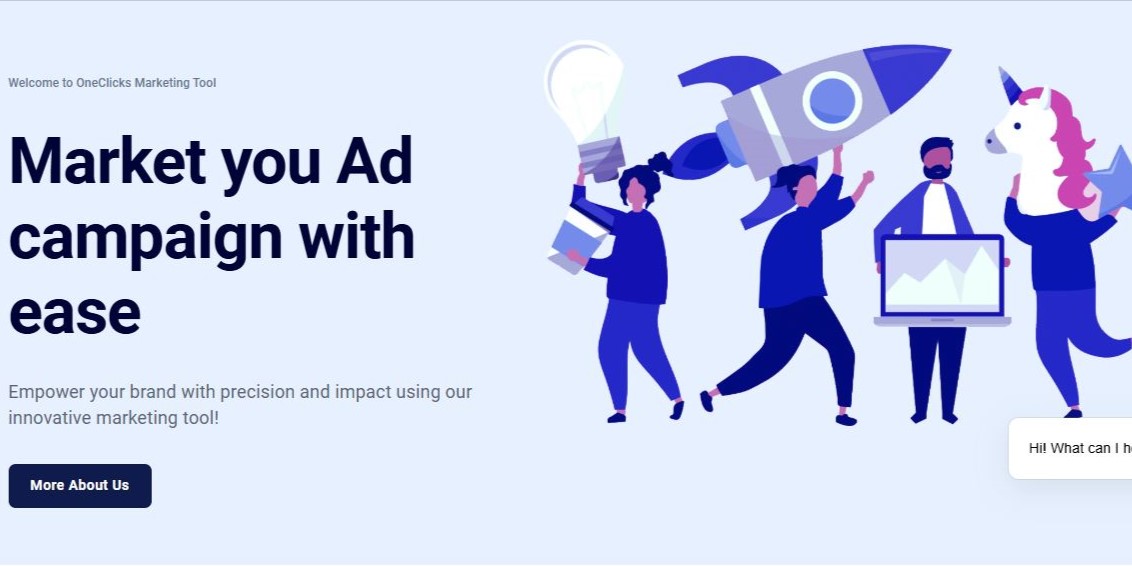 Welcome to OneClicks Marketing Tool
Market you Ad
campaign with
ease
Empower your brand with precision and impact using our
innovative marketing tool!
More About Us
Hi! What can I